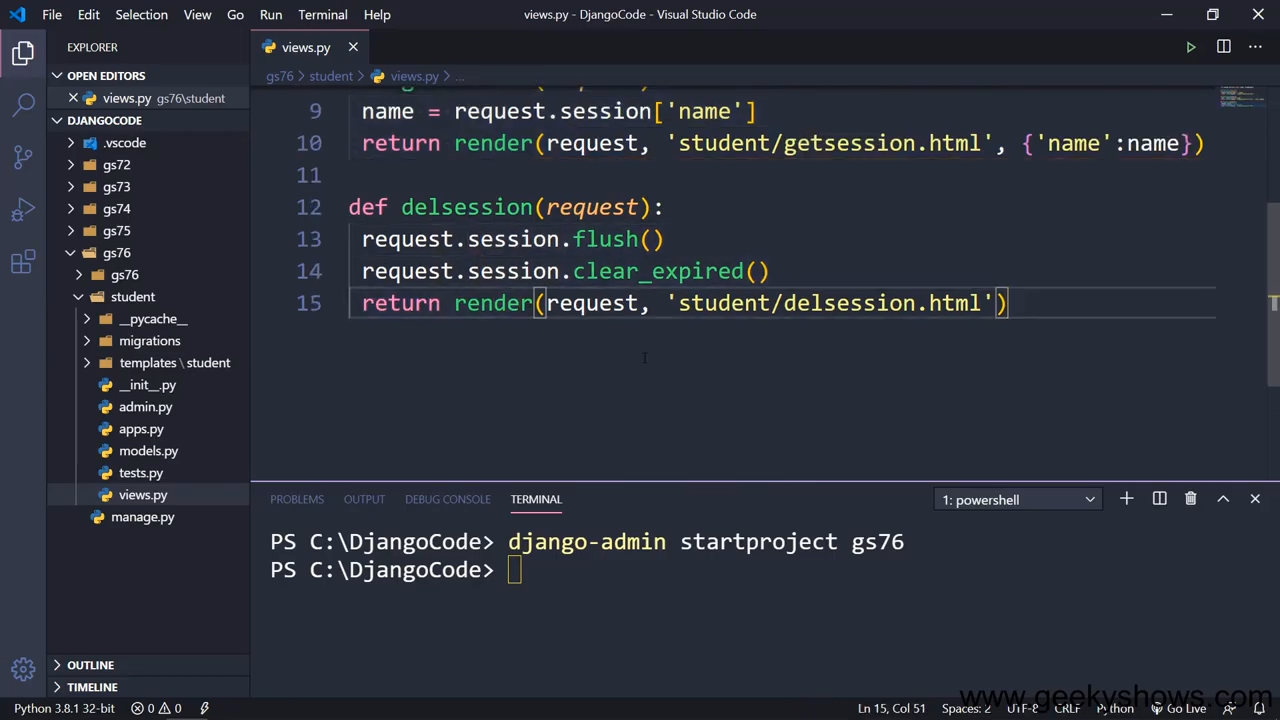 File Edit Selection View Go Run Terminal Help views.py - DjangoCode - Visual Studio Code
EXPLORER
OPEN EDITORS
views.py gs76\student
DJANGOCODE
.vscode
gs72
gs73
gs74
gs75
gs76
gs76
student
__pycache__
migrations
templates \ student
__init__.py
admin.py
apps.py
models.py
tests.py
views.py
manage.py
OUTLINE
TIMELINE
views.py
gs76 > student > views.py > ...
9 name = request.session['name']
10 return render(request, 'student/getsession.html', {'name':name})
11
12 def delsession(request):
13 request.session.flush()
14 request.session.clear_expired()
15 return render(request, 'student/delsession.html')
PROBLEMS OUTPUT DEBUG CONSOLE TERMINAL 1: powershell
PS C:\DjangoCode> django-admin startproject gs76
PS C:\DjangoCode>
www.geekyshows.com
Python 3.8.1 32-bit 0 0 Ln 15, Col 51 Spaces: 2 UTF-8 CRLF Python Go Live